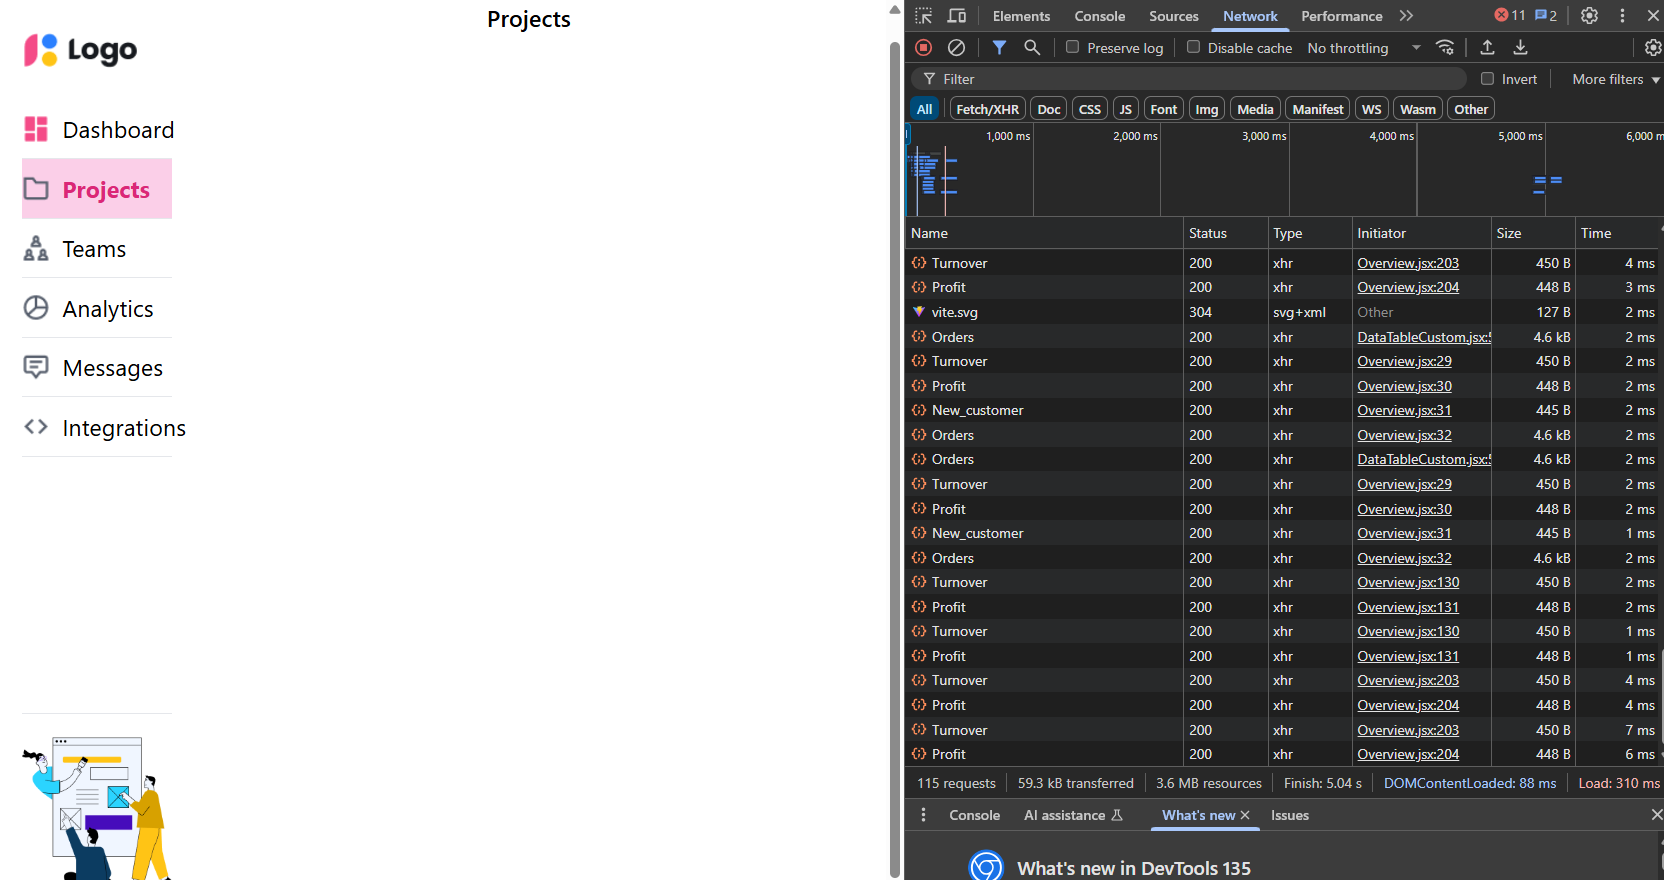 Projects
Logo
Dashboard
Projects
Teams
Analytics
Messages
Integrations
Elements Console Sources Network Performance 11 2
Preserve log Disable cache No throttling
Filter Invert More filters
All Fetch/XHR Doc CSS JS Font Img Media Manifest WS Wasm Other
1,000 ms 2,000 ms 3,000 ms 4,000 ms 5,000 ms 6,000 m
Name Status Type Initiator Size Time
Turnover 200 xhr Overview.jsx:203 450 B 4 ms
Profit 200 xhr Overview.jsx:204 448 B 3 ms
vite.svg 304 svg+xml Other 127 B 2 ms
Orders 200 xhr DataTableCustom.jsx:5 4.6 kB 2 ms
Turnover 200 xhr Overview.jsx:29 450 B 2 ms
Profit 200 xhr Overview.jsx:30 448 B 2 ms
New_customer 200 xhr Overview.jsx:31 445 B 2 ms
Orders 200 xhr Overview.jsx:32 4.6 kB 2 ms
Orders 200 xhr DataTableCustom.jsx:5 4.6 kB 2 ms
Turnover 200 xhr Overview.jsx:29 450 B 2 ms
Profit 200 xhr Overview.jsx:30 448 B 2 ms
New_customer 200 xhr Overview.jsx:31 445 B 1 ms
Orders 200 xhr Overview.jsx:32 4.6 kB 2 ms
Turnover 200 xhr Overview.jsx:130 450 B 2 ms
Profit 200 xhr Overview.jsx:131 448 B 2 ms
Turnover 200 xhr Overview.jsx:130 450 B 1 ms
Profit 200 xhr Overview.jsx:131 448 B 1 ms
Turnover 200 xhr Overview.jsx:203 450 B 4 ms
Profit 200 xhr Overview.jsx:204 448 B 4 ms
Turnover 200 xhr Overview.jsx:203 450 B 7 ms
Profit 200 xhr Overview.jsx:204 448 B 6 ms
115 requests 59.3 kB transferred 3.6 MB resources Finish: 5.04 s DOMContentLoaded: 88 ms Load: 310 ms
Console AI assistance What's new Issues
What's new in DevTools 135